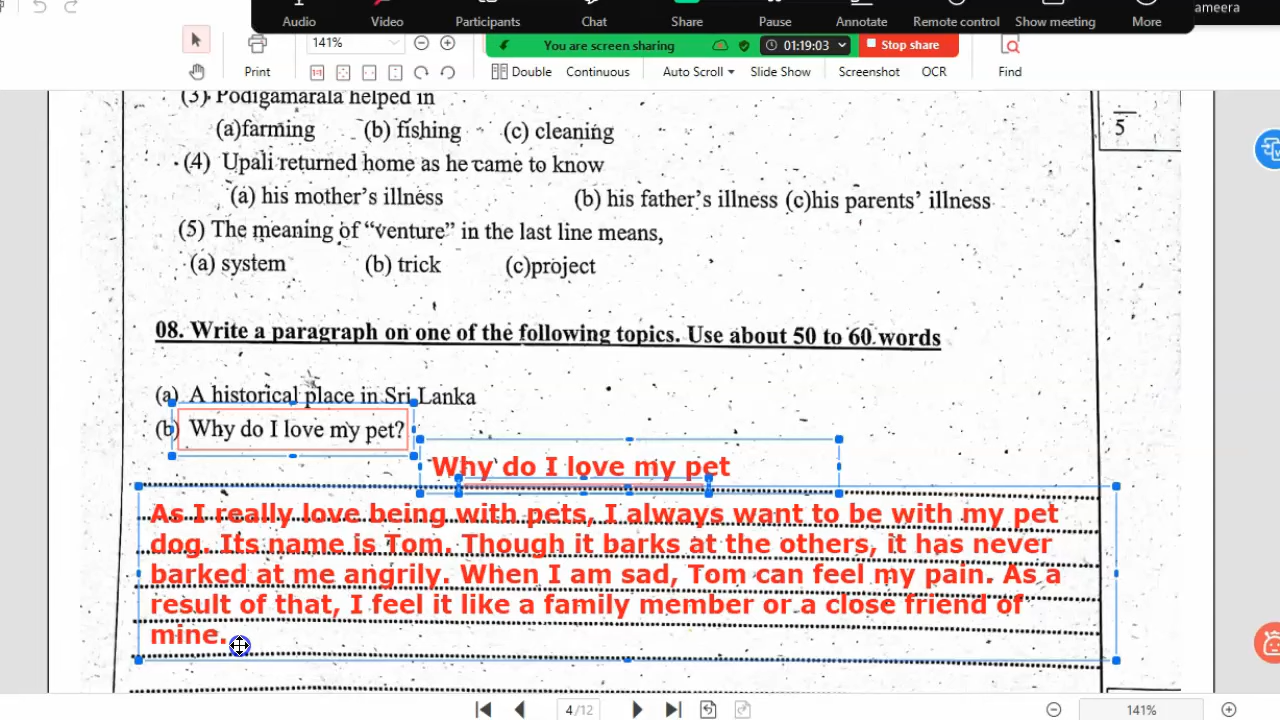 ameera
Audio Video Participants Chat Share Pause Annotate Remote control Show meeting More
141% You are screen sharing 01:19:03 Stop share
Print Double Continuous Auto Scroll Slide Show Screenshot OCR Find
(3) Podigamarala helped in
(a)farming (b) fishing (c) cleaning
5
(4) Upali returned home as he came to know
(a) his mother's illness (b) his father's illness (c)his parents' illness
(5) The meaning of "venture" in the last line means,
(a) system (b) trick (c)project
08. Write a paragraph on one of the following topics. Use about 50 to 60 words
(a) A historical place in Sri Lanka
(b) Why do I love my pet?
Why do I love my pet
As I really love being with pets, I always want to be with my pet
dog. Its name is Tom. Though it barks at the others, it has never
barked at me angrily. When I am sad, Tom can feel my pain. As a
result of that, I feel it like a family member or a close friend of
mine.
4/12 141%